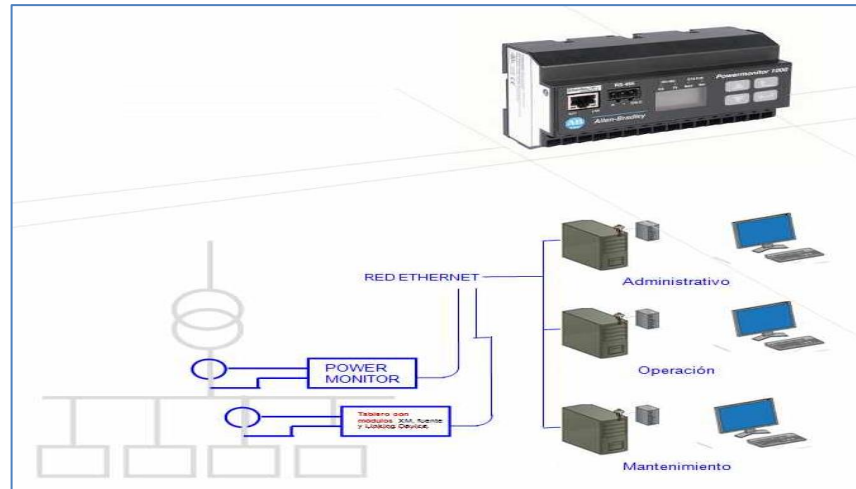 Powermonitor 1000
RS-485
Allen-Bradley
RED ETHERNET
Administrativo
POWER
MONITOR
Operación
Tablero con
módulos XM, fuente
y Linking Device.
Mantenimiento